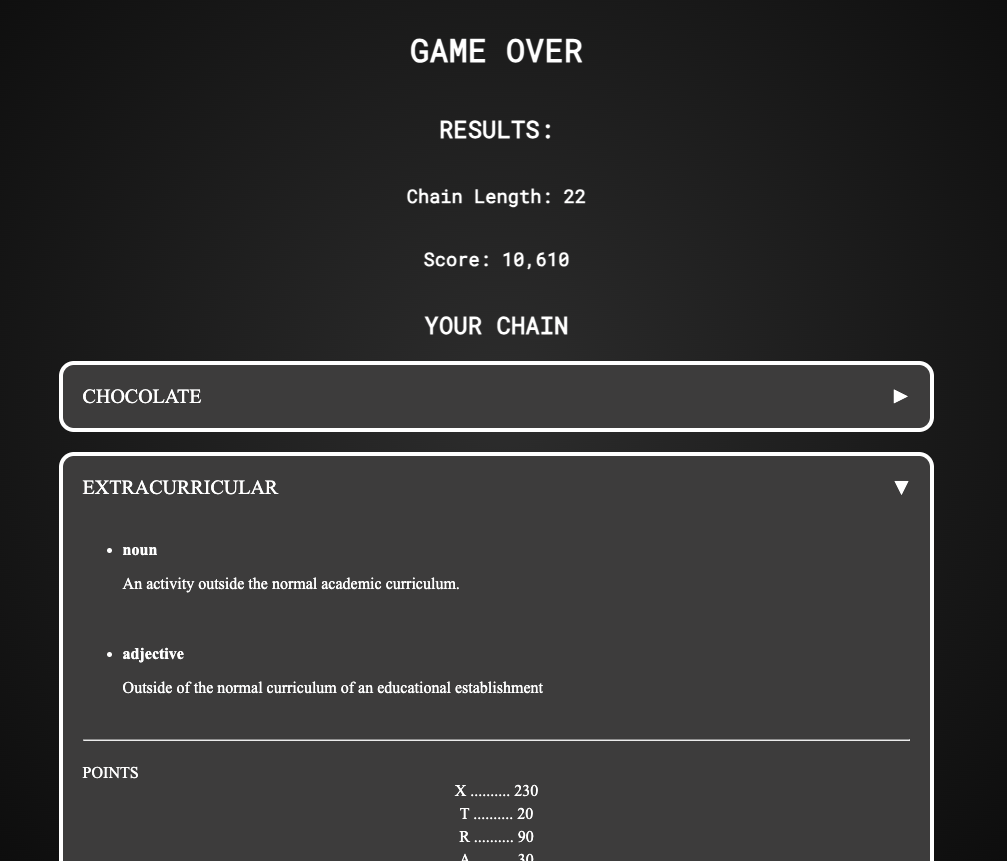 GAME OVER
RESULTS:
Chain Length: 22
Score: 10,610
YOUR CHAIN
CHOCOLATE ▶
EXTRACURRICULAR ▼
• noun
An activity outside the normal academic curriculum.
• adjective
Outside of the normal curriculum of an educational establishment
POINTS
X .......... 230
T .......... 20
R .......... 90
A .......... 30